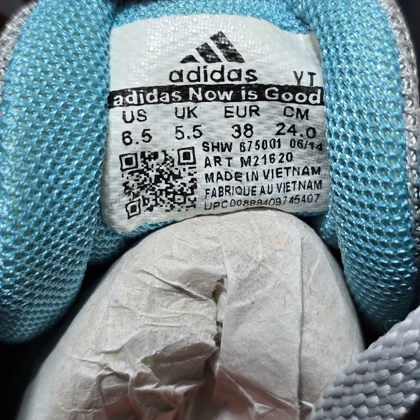 adidas VT
adidas Now is Good
US UK EUR CM
6.5 5.5 38 24.0
SHW 675001 06/14
ART M21620
MADE IN VIETNAM
FABRIQUE AU VIETNAM